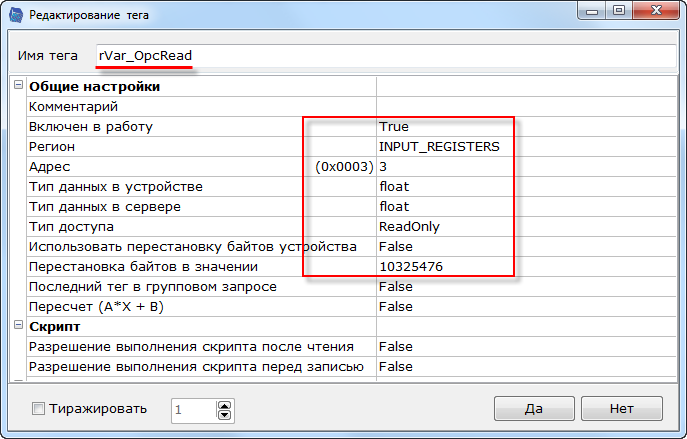 Редактирование тега
Имя тега rVar_OpcRead
Общие настройки
Комментарий
Включен в работу True
Регион INPUT_REGISTERS
Адрес (0x0003) 3
Тип данных в устройстве float
Тип данных в сервере float
Тип доступа ReadOnly
Использовать перестановку байтов устройства False
Перестановка байтов в значении 10325476
Последний тег в групповом запросе False
Пересчет (A*X + B) False
Скрипт
Разрешение выполнения скрипта после чтения False
Разрешение выполнения скрипта перед записью False
Тиражировать 1 Да Нет